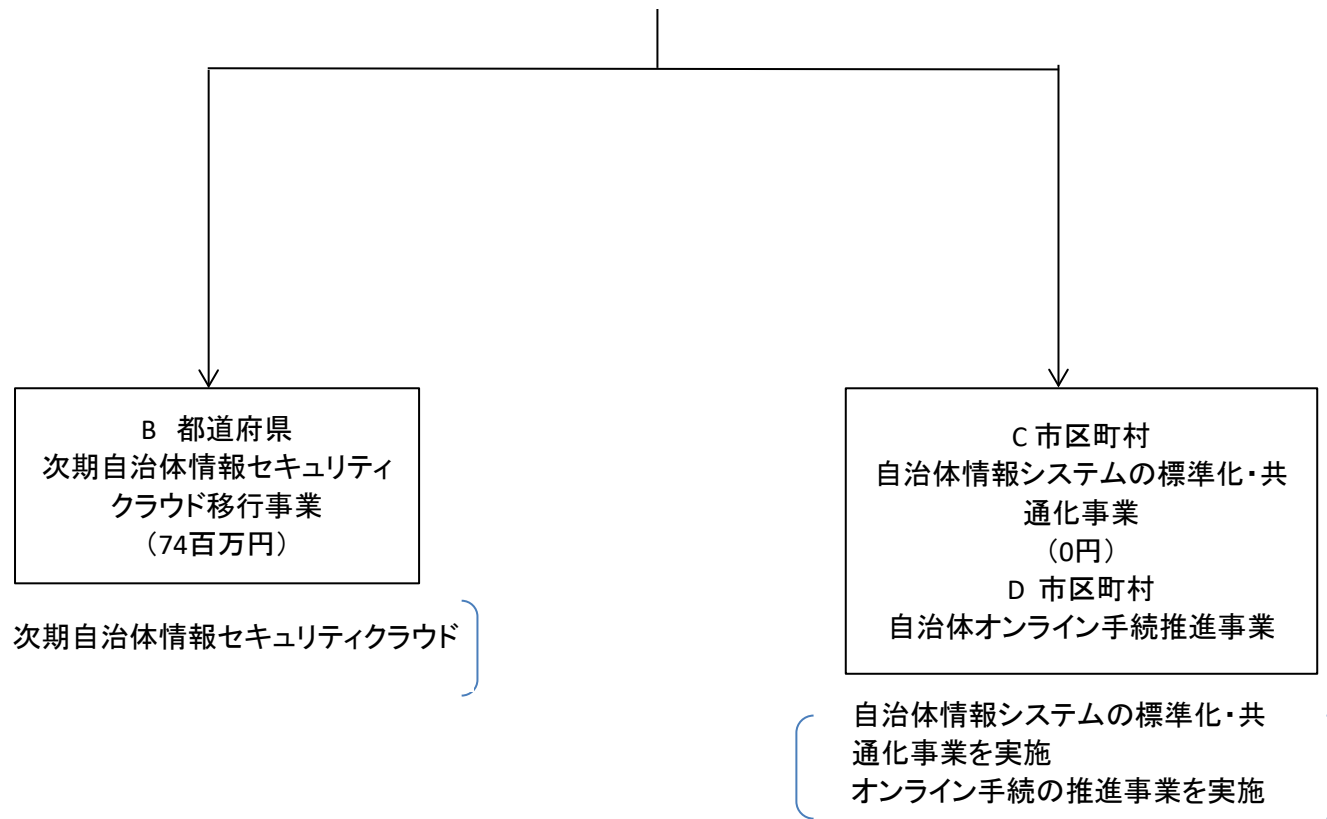 B 都道府県
次期自治体情報セキュリティ
クラウド移行事業
（74百万円）
次期自治体情報セキュリティクラウド
C 市区町村
自治体情報システムの標準化・共
通化事業
（0円）
D 市区町村
自治体オンライン手続推進事業
自治体情報システムの標準化・共
通化事業を実施
オンライン手続の推進事業を実施